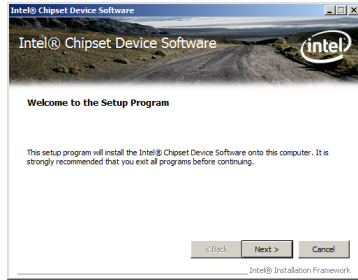 Intel® Chipset Device Software
Intel® Chipset Device Software
intel
Welcome to the Setup Program
This setup program will install the Intel® Chipset Device Software onto this computer. It is
strongly recommended that you exit all programs before continuing.
< Back Next > Cancel
Intel® Installation Framework